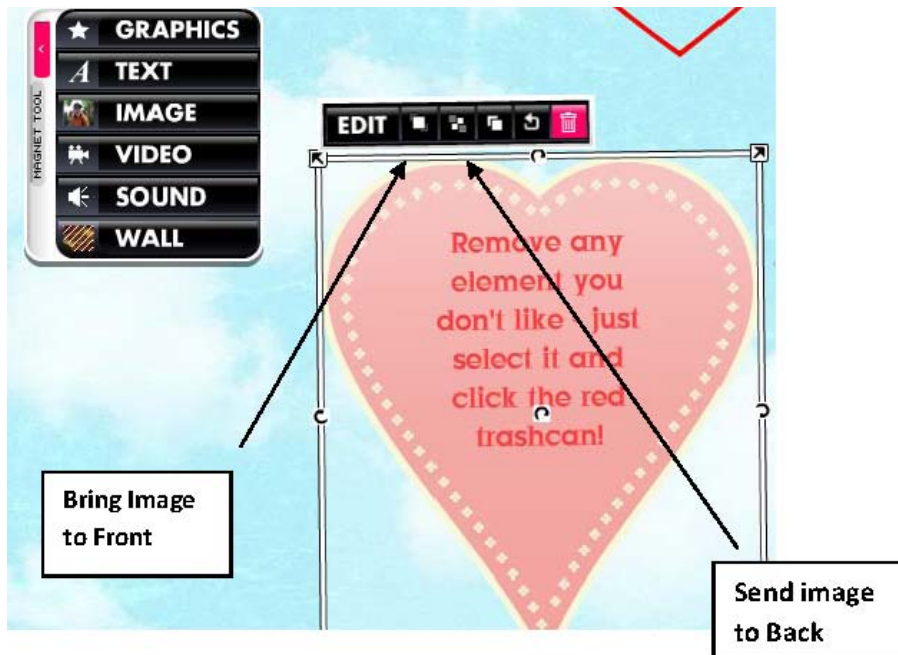 GRAPHICS
A TEXT
IMAGE
VIDEO
SOUND
WALL
MAGNET TOOL
EDIT
Remove any
element you
don't like - just
select it and
click the red
trashcan!
Bring Image
to Front
Send image
to Back